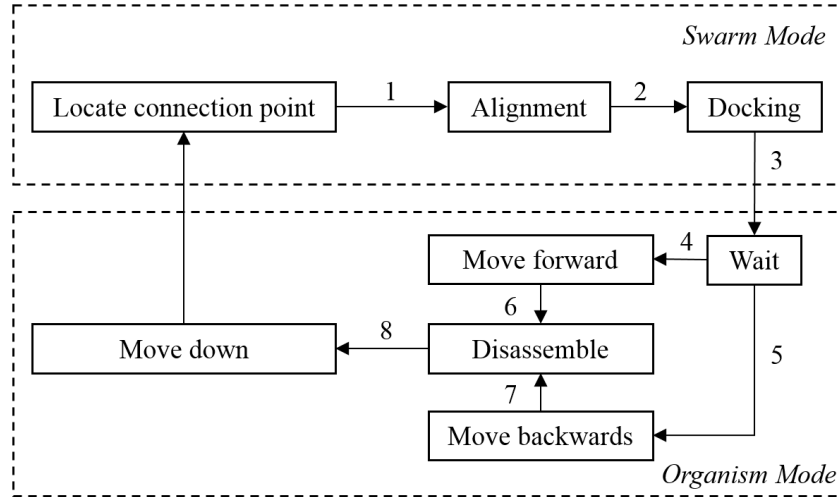 Swarm Mode
Locate connection point
1
Alignment
2
Docking
3
Move forward
4
Wait
6
Move down
8
Disassemble
5
7
Move backwards
Organism Mode